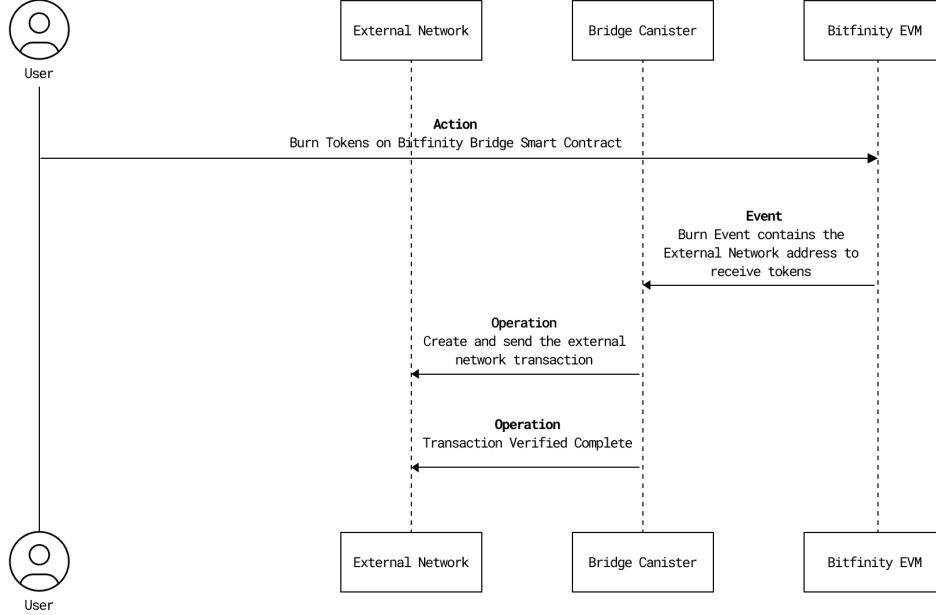 External Network
Bridge Canister
Bitfinity EVM
User
Action
Burn Tokens on Bitfinity Bridge Smart Contract
Event
Burn Event contains the
External Network address to
receive tokens
Operation
Create and send the external
network transaction
Operation
Transaction Verified Complete
External Network
Bridge Canister
Bitfinity EVM
User